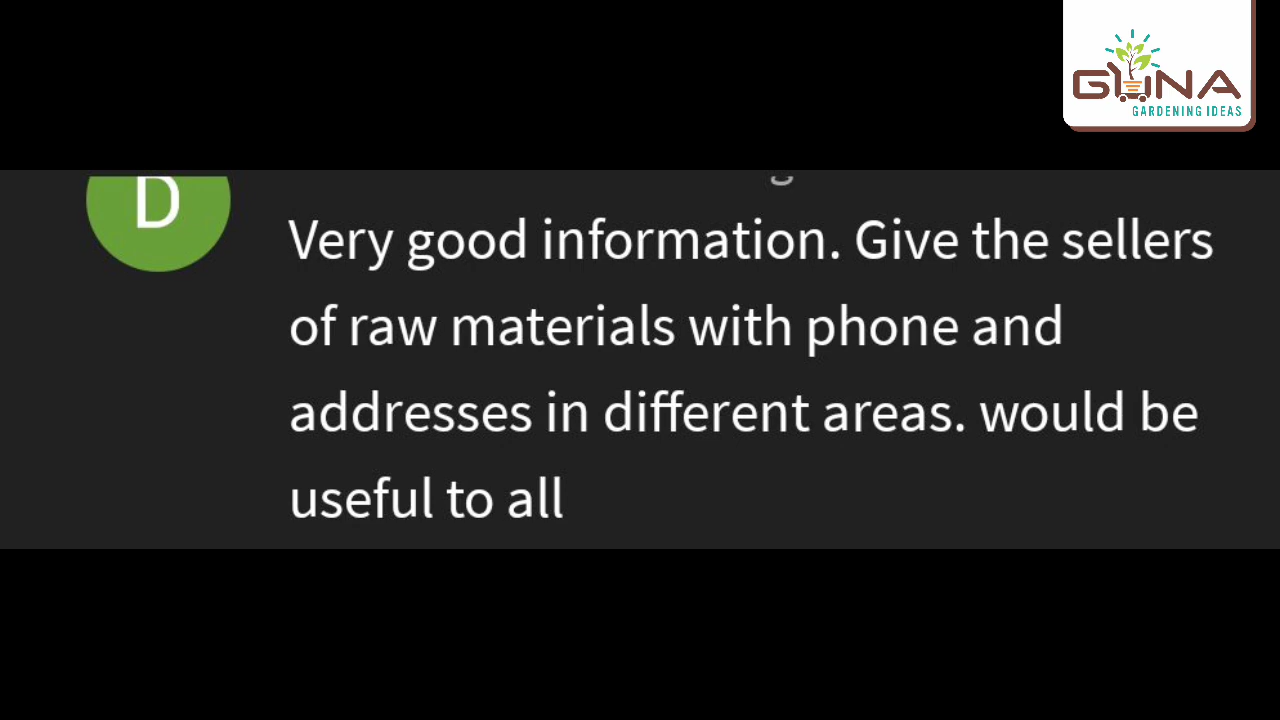 GUNA
GARDENING IDEAS
D
Very good information. Give the sellers
of raw materials with phone and
addresses in different areas. would be
useful to all